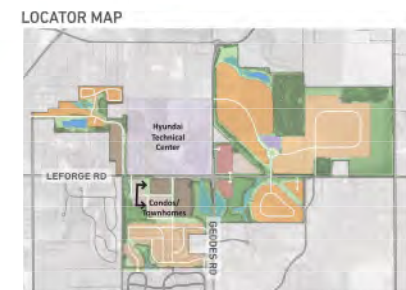 LOCATOR MAP
Hyundai
Technical
Center
LEFORGE RD
Condos/
Townhomes
GEDDES RD